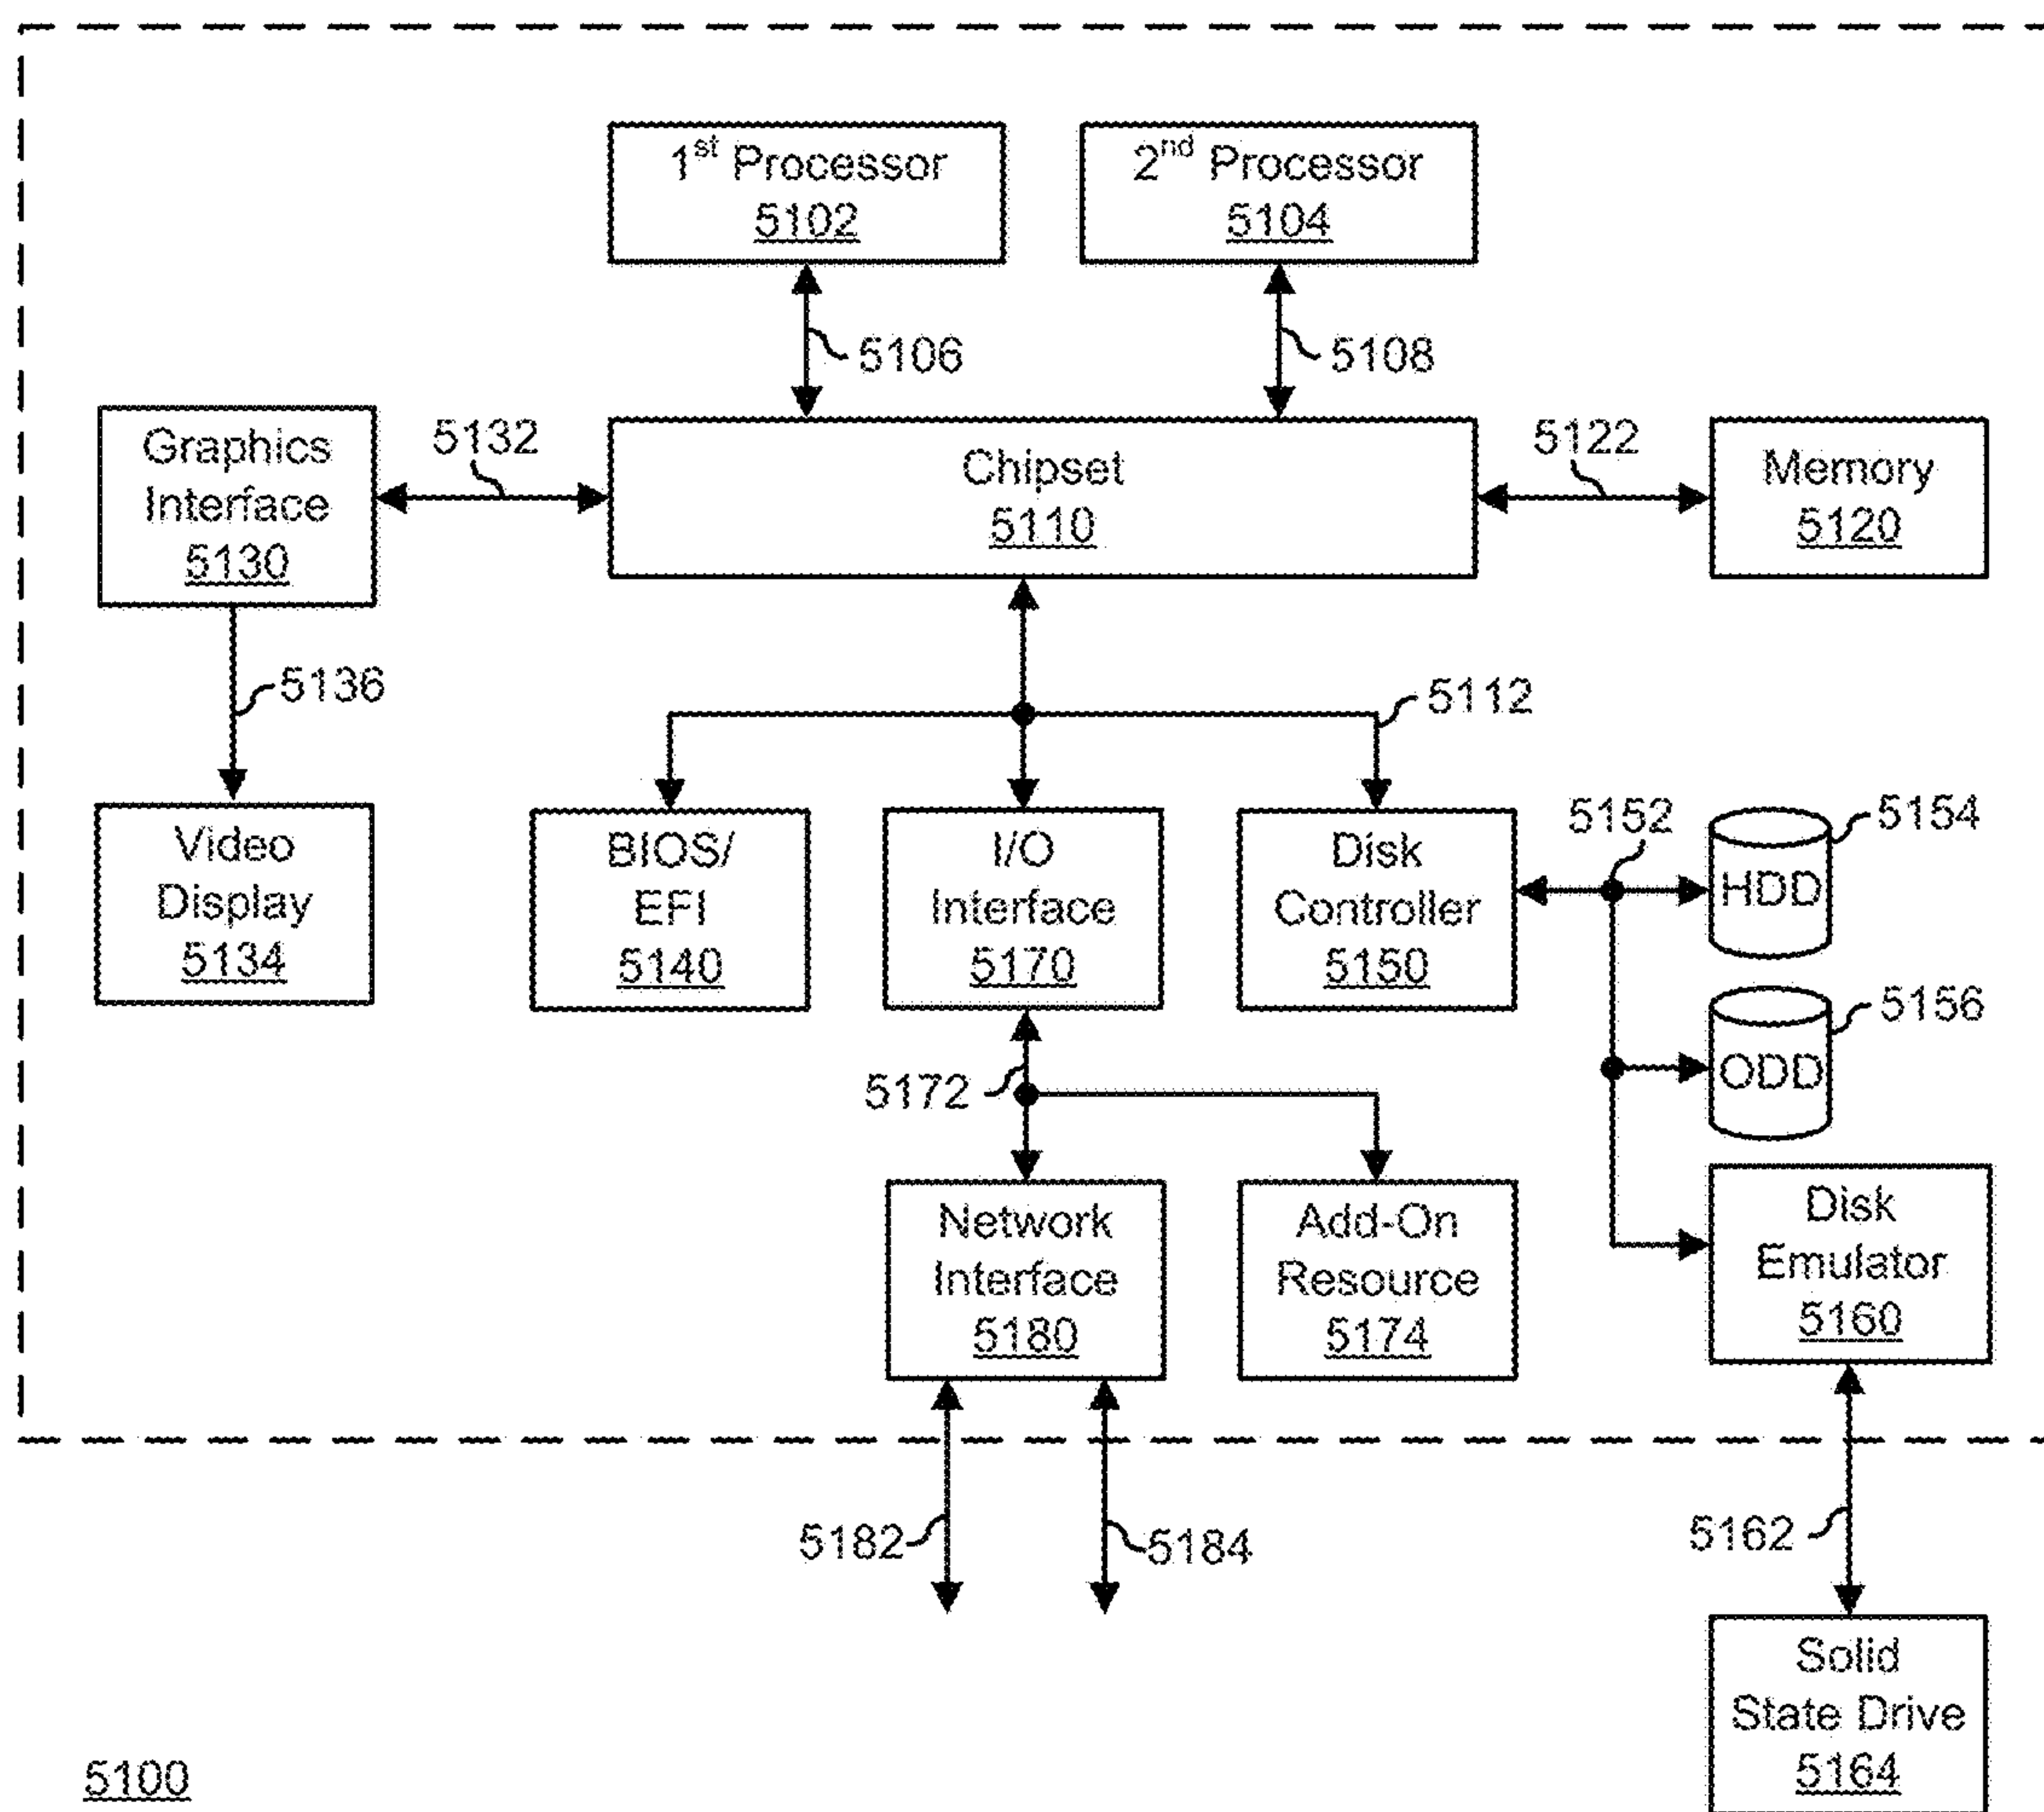 1st Processor
5102
2nd Processor
5104
5106
5108
Graphics
Interface
5130
5132
Chipset
5110
5122
Memory
5120
5136
5112
Video
Display
5134
BIOS/
EFI
5140
I/O
Interface
5170
Disk
Controller
5150
5152
5154
HDD
5156
ODD
5172
Network
Interface
5180
Add-On
Resource
5174
Disk
Emulator
5160
5182
5184
5162
Solid
State Drive
5164
5100